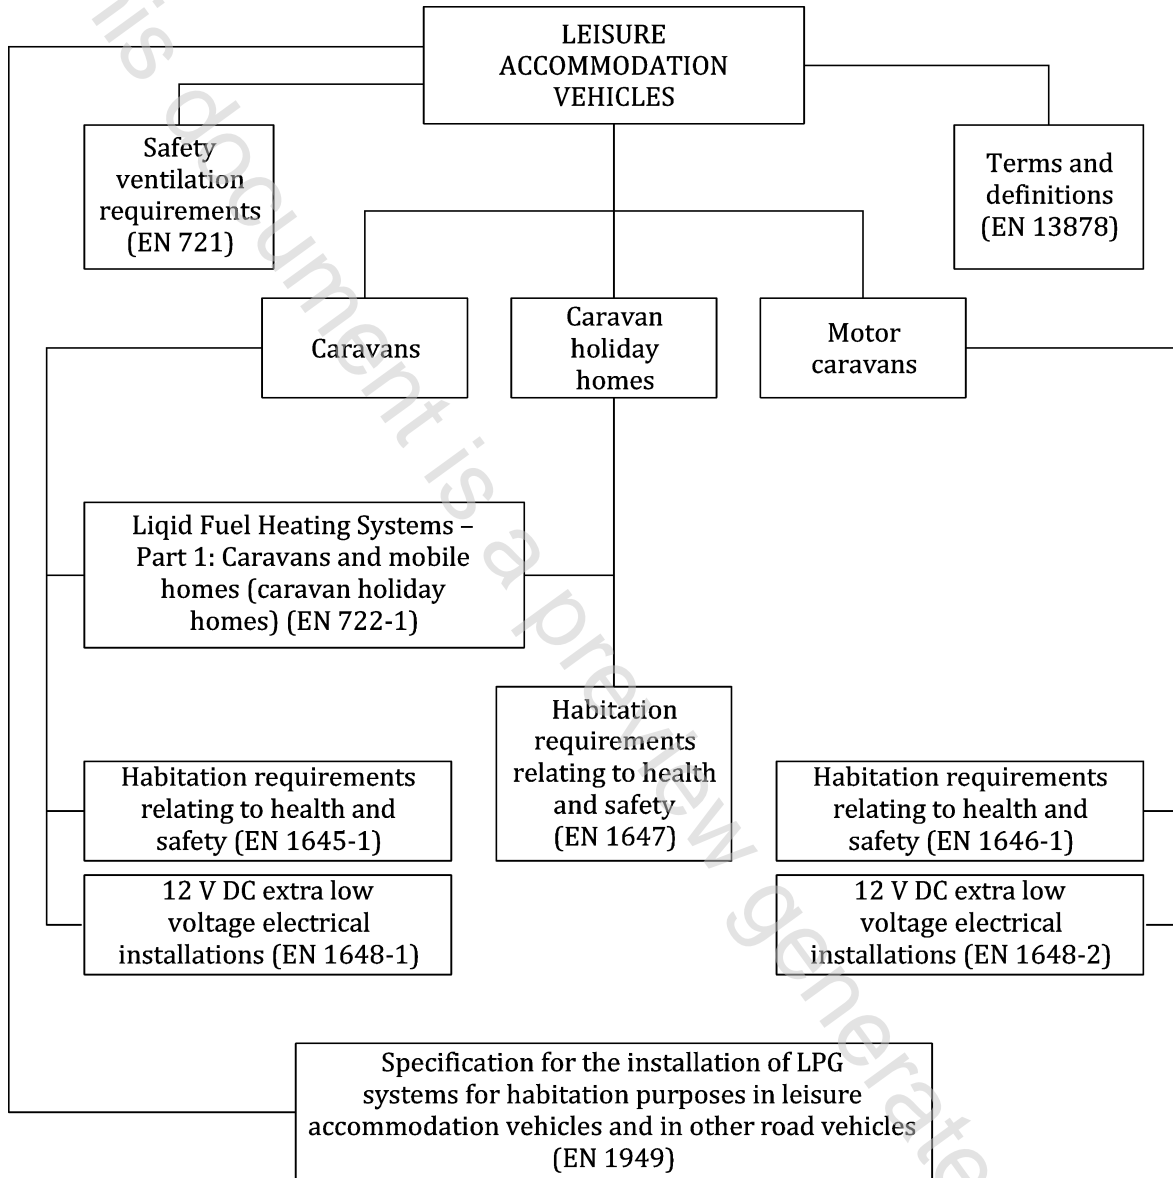 LEISURE
ACCOMMODATION
VEHICLES
Safety
ventilation
requirements
(EN 721)
Terms and
definitions
(EN 13878)
Caravans
Caravan
holiday
homes
Motor
caravans
Liqid Fuel Heating Systems –
Part 1: Caravans and mobile
homes (caravan holiday
homes) (EN 722-1)
Habitation
requirements
relating to health
and safety
(EN 1647)
Habitation requirements
relating to health and
safety (EN 1645-1)
Habitation requirements
relating to health and
safety (EN 1646-1)
12 V DC extra low
voltage electrical
installations (EN 1648-1)
12 V DC extra low
voltage electrical
installations (EN 1648-2)
Specification for the installation of LPG
systems for habitation purposes in leisure
accommodation vehicles and in other road vehicles
(EN 1949)
his document is a preview generate